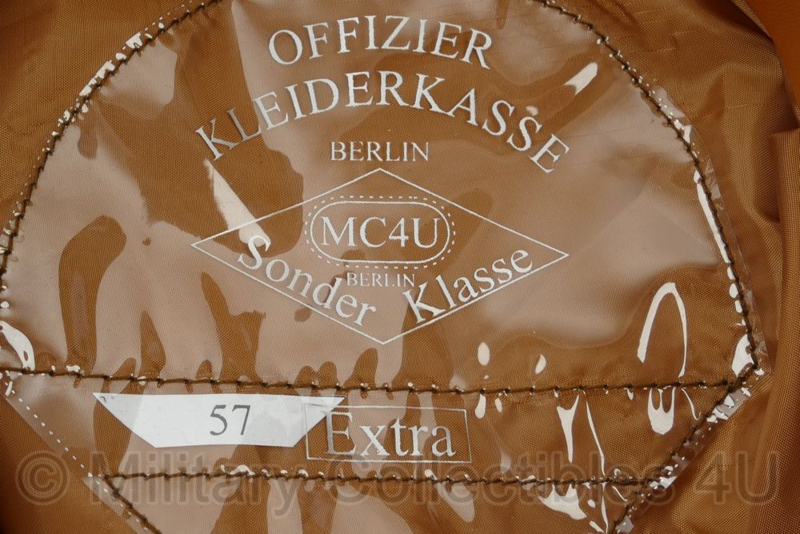 OFFIZIER
KLEIDERKASSE
BERLIN
MC4U
BERLIN
Sonder Klasse
57 Extra
© Military Collectibles 4U